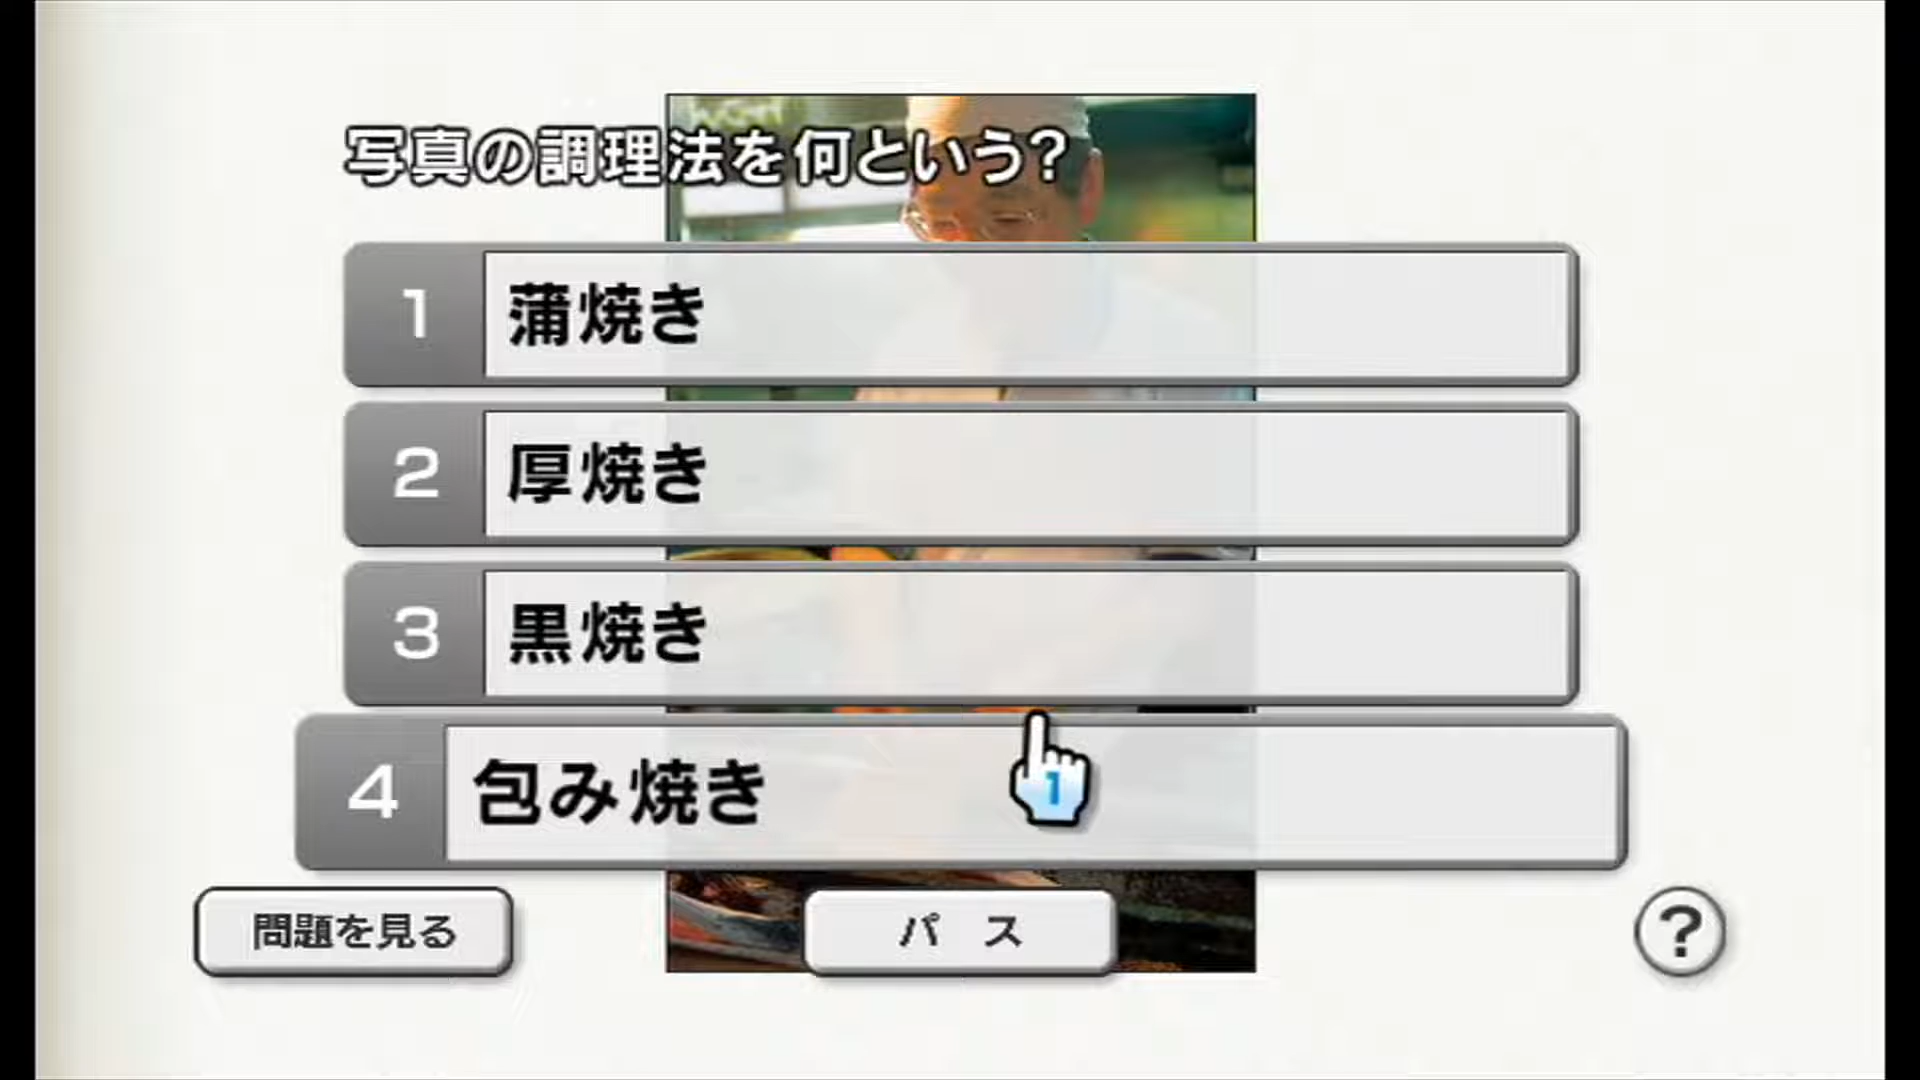 写真の調理法を何という?
1 蒲焼き
2 厚焼き
3 黒焼き
4 包み焼き
1
問題を見る
パス
?